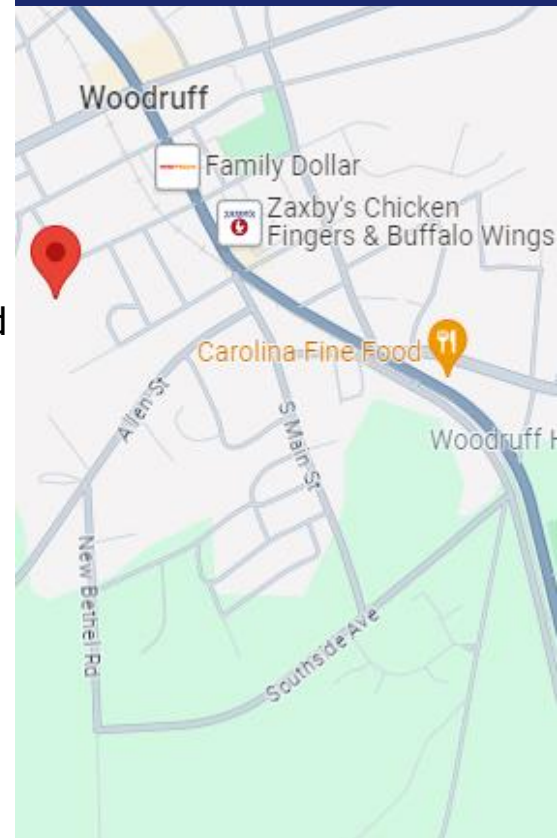 Woodruff
Family Dollar
Zaxby's Chicken
Fingers & Buffalo Wings
d
Carolina Fine Food
Allen St
S Main St
Woodruff H
New Bethel Rd
Southside Ave